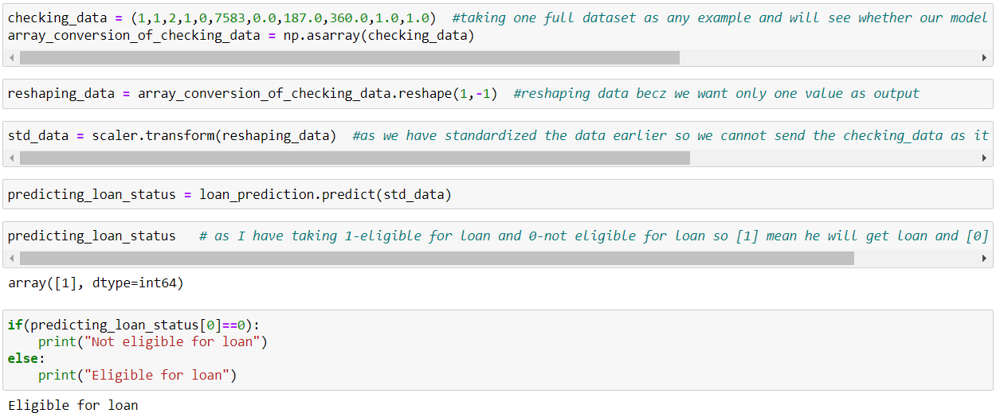 checking_data = (1,1,2,1,0,7583,0.0,187.0,360.0,1.0,1.0)  #taking one full dataset as any example and will see whether our model
array_conversion_of_checking_data = np.asarray(checking_data)
reshaping_data = array_conversion_of_checking_data.reshape(1,-1)  #reshaping data becz we want only one value as output
std_data = scaler.transform(reshaping_data)  #as we have standardized the data earlier so we cannot send the checking_data as it
predicting_loan_status = loan_prediction.predict(std_data)
predicting_loan_status   # as I have taking 1-eligible for loan and 0-not eligible for loan so [1] mean he will get loan and [0]
array([1], dtype=int64)
if(predicting_loan_status[0]==0):
    print("Not eligible for loan")
else:
    print("Eligible for loan")
Eligible for loan